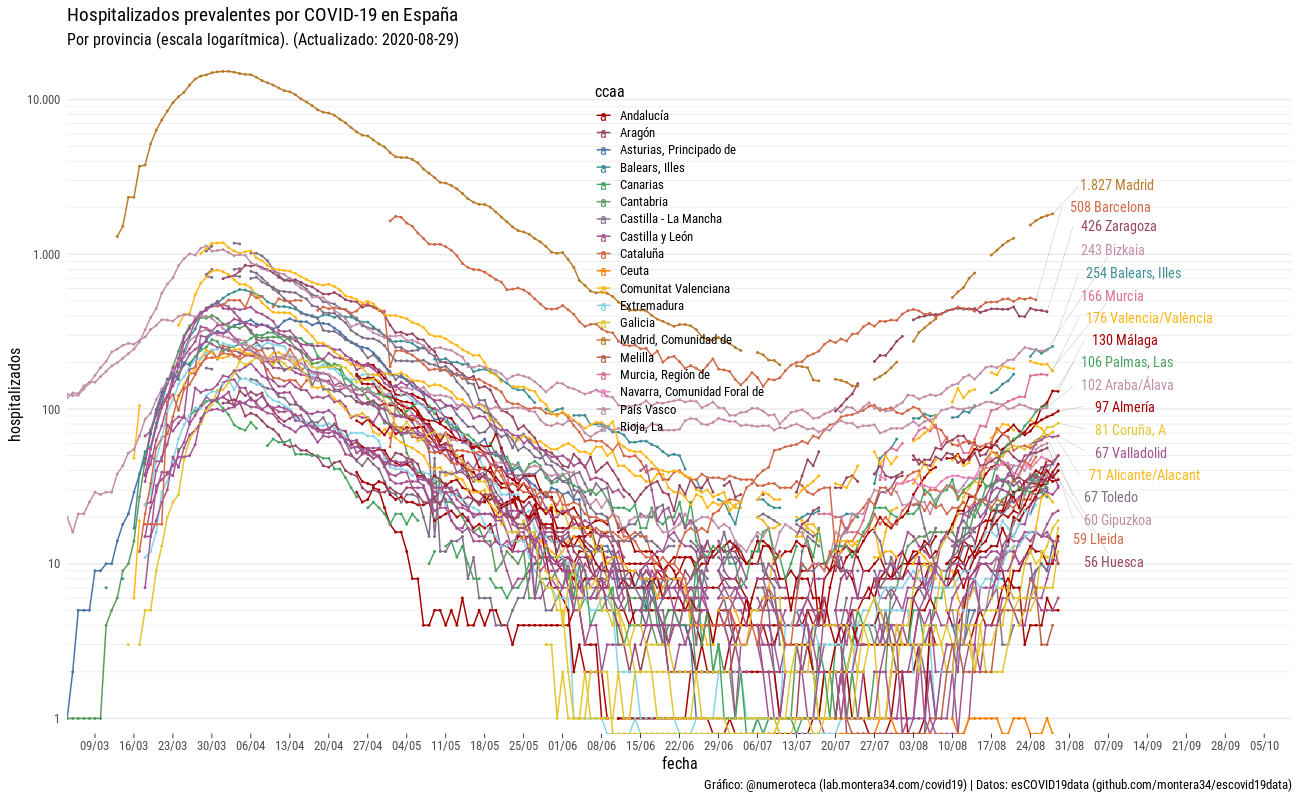 Hospitalizados prevalentes por COVID-19 en España
Por provincia (escala logarítmica). (Actualizado: 2020-08-29)
hospitalizados
10.000
1.000
100
10
1
ccaa
Andalucía
Aragón
Asturias, Principado de
Balears, Illes
Canarias
Cantabria
Castilla - La Mancha
Castilla y León
Cataluña
Ceuta
Comunitat Valenciana
Extremadura
Galicia
Madrid, Comunidad de
Melilla
Murcia, Región de
Navarra, Comunidad Foral de
País Vasco
Rioja, La
1.827 Madrid
508 Barcelona
426 Zaragoza
243 Bizkaia
254 Balears, Illes
166 Murcia
176 Valencia/València
130 Málaga
106 Palmas, Las
102 Araba/Álava
97 Almería
81 Coruña, A
67 Valladolid
71 Alicante/Alacant
67 Toledo
60 Gipuzkoa
59 Lleida
56 Huesca
09/03 16/03 23/03 30/03 6/04 13/04 20/04 27/04 04/05 11/05 18/05 25/05 01/06 08/06 15/06 22/06 29/06 06/07 13/07 20/07 27/07 03/08 10/08 17/08 24/08 31/08 07/09 14/09 21/09 28/09 5/10
fecha
Gráfico: @numeroteca (lab.montera34.com/covid19) | Datos: esCOVID19data (github.com/montera34/escovid19data)